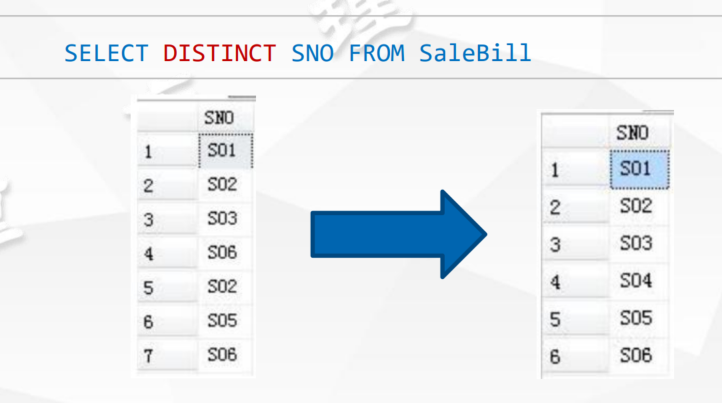 理
SELECT DISTINCT SNO FROM SaleBill
SNO
1 S01
2 S02
3 S03
4 S06
5 S02
6 S05
7 S06
SNO
1 S01
2 S02
3 S03
4 S04
5 S05
6 S06